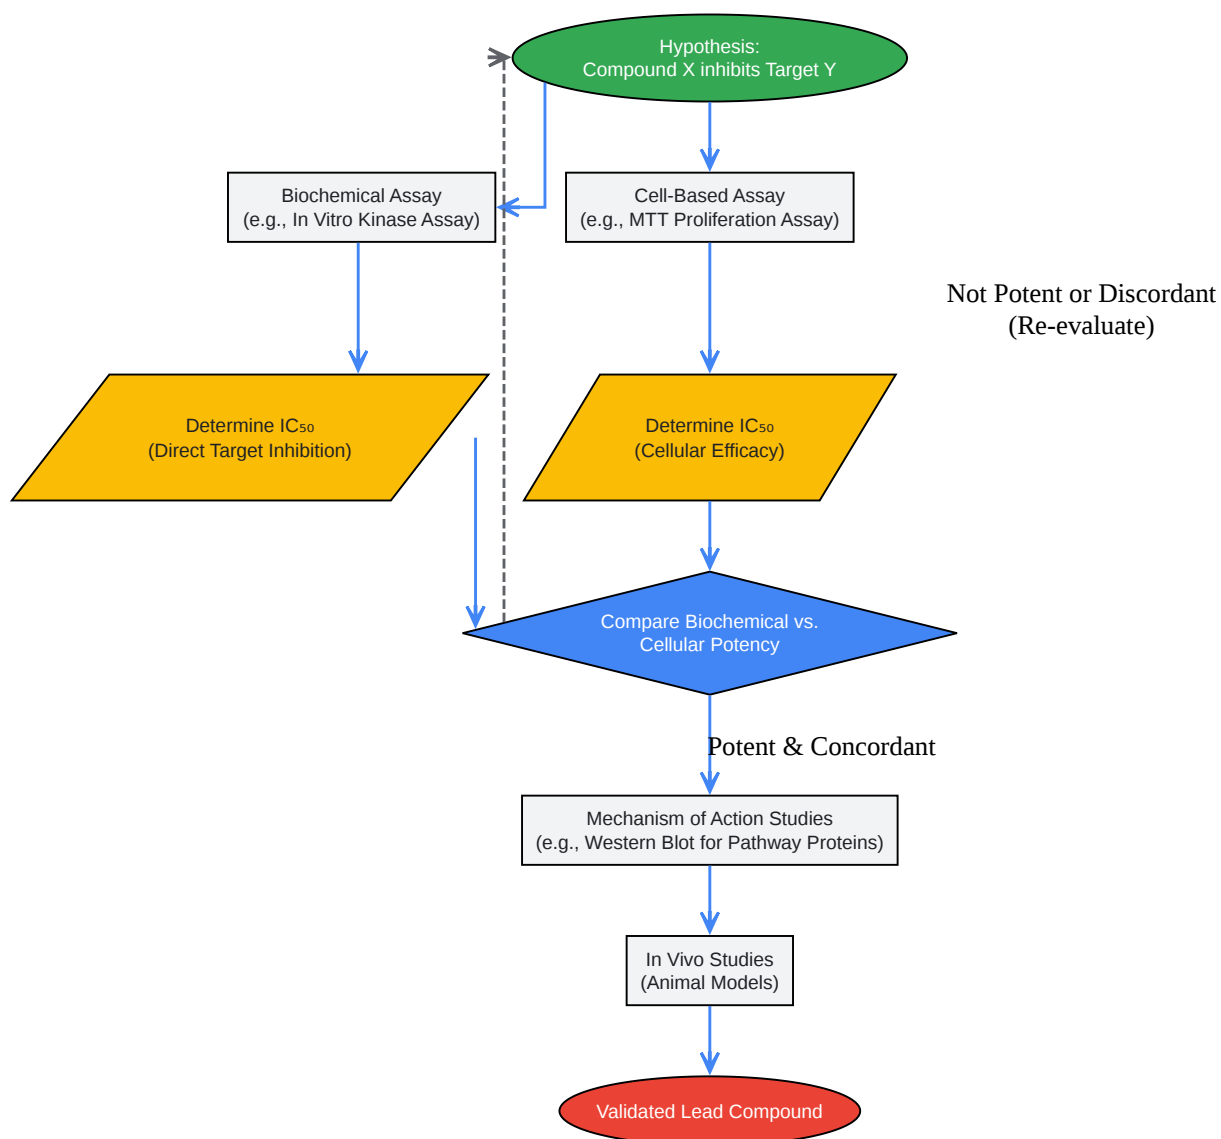 Hypothesis:
Compound X inhibits Target Y
Biochemical Assay
(e.g., In Vitro Kinase Assay)
Cell-Based Assay
(e.g., MTT Proliferation Assay)
Not Potent or Discordant
(Re-evaluate)
Determine IC₅₀
(Direct Target Inhibition)
Determine IC₅₀
(Cellular Efficacy)
Compare Biochemical vs.
Cellular Potency
Potent & Concordant
Mechanism of Action Studies
(e.g., Western Blot for Pathway Proteins)
In Vivo Studies
(Animal Models)
Validated Lead Compound